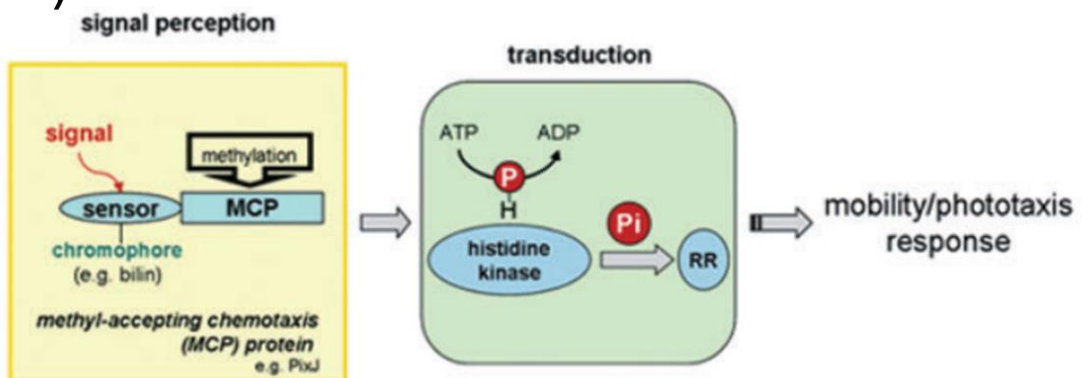 signal perception
signal
methylation
sensor
MCP
chromophore
(e.g. bilin)
methyl-accepting chemotaxis
(MCP) protein
e.g. PixJ
transduction
ATP
ADP
P
H
histidine
kinase
Pi
RR
mobility/phototaxis
response